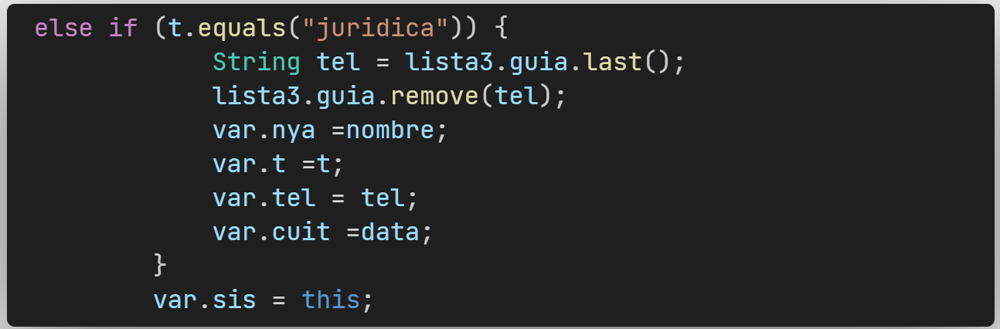 else if (t.equals("juridica")) {
String tel = lista3.guia.last();
lista3.guia.remove(tel);
var.nya =nombre;
var.t =t;
var.tel = tel;
var.cuit =data;
}
var.sis = this;